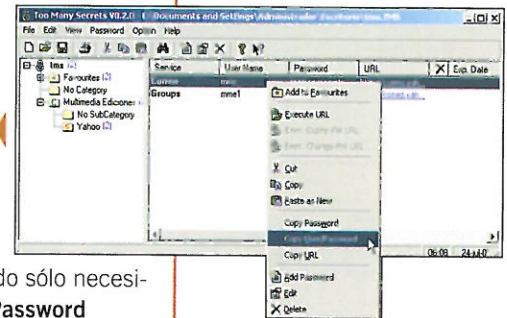 Too Many Secrets V0.2.0 Documents and Settings\
File Edit View Password Option Help
tms
Favourites
No Category
Multimedia Ediciones
No SubCategory
Yahoo
Service User Name Password URL Exp. Date
Groups mme1
Add to Favourites
Execute URL
Cut
Copy
Paste as New
Copy Password
Copy URL
Add Password
Edit
Delete
06:08
do sólo necesi-
Password